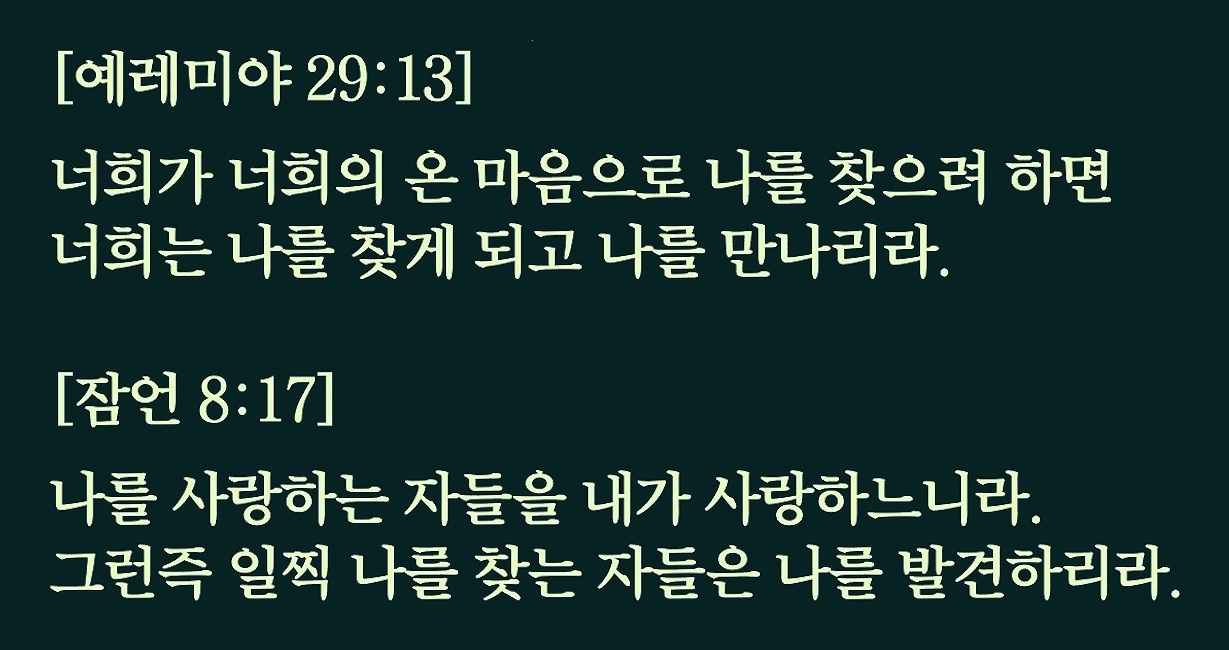 [예레미야 29:13]
너희가 너희의 온 마음으로 나를 찾으려 하면
너희는 나를 찾게 되고 나를 만나리라.
[잠언 8:17]
나를 사랑하는 자들을 내가 사랑하느니라.
그런즉 일찍 나를 찾는 자들은 나를 발견하리라.